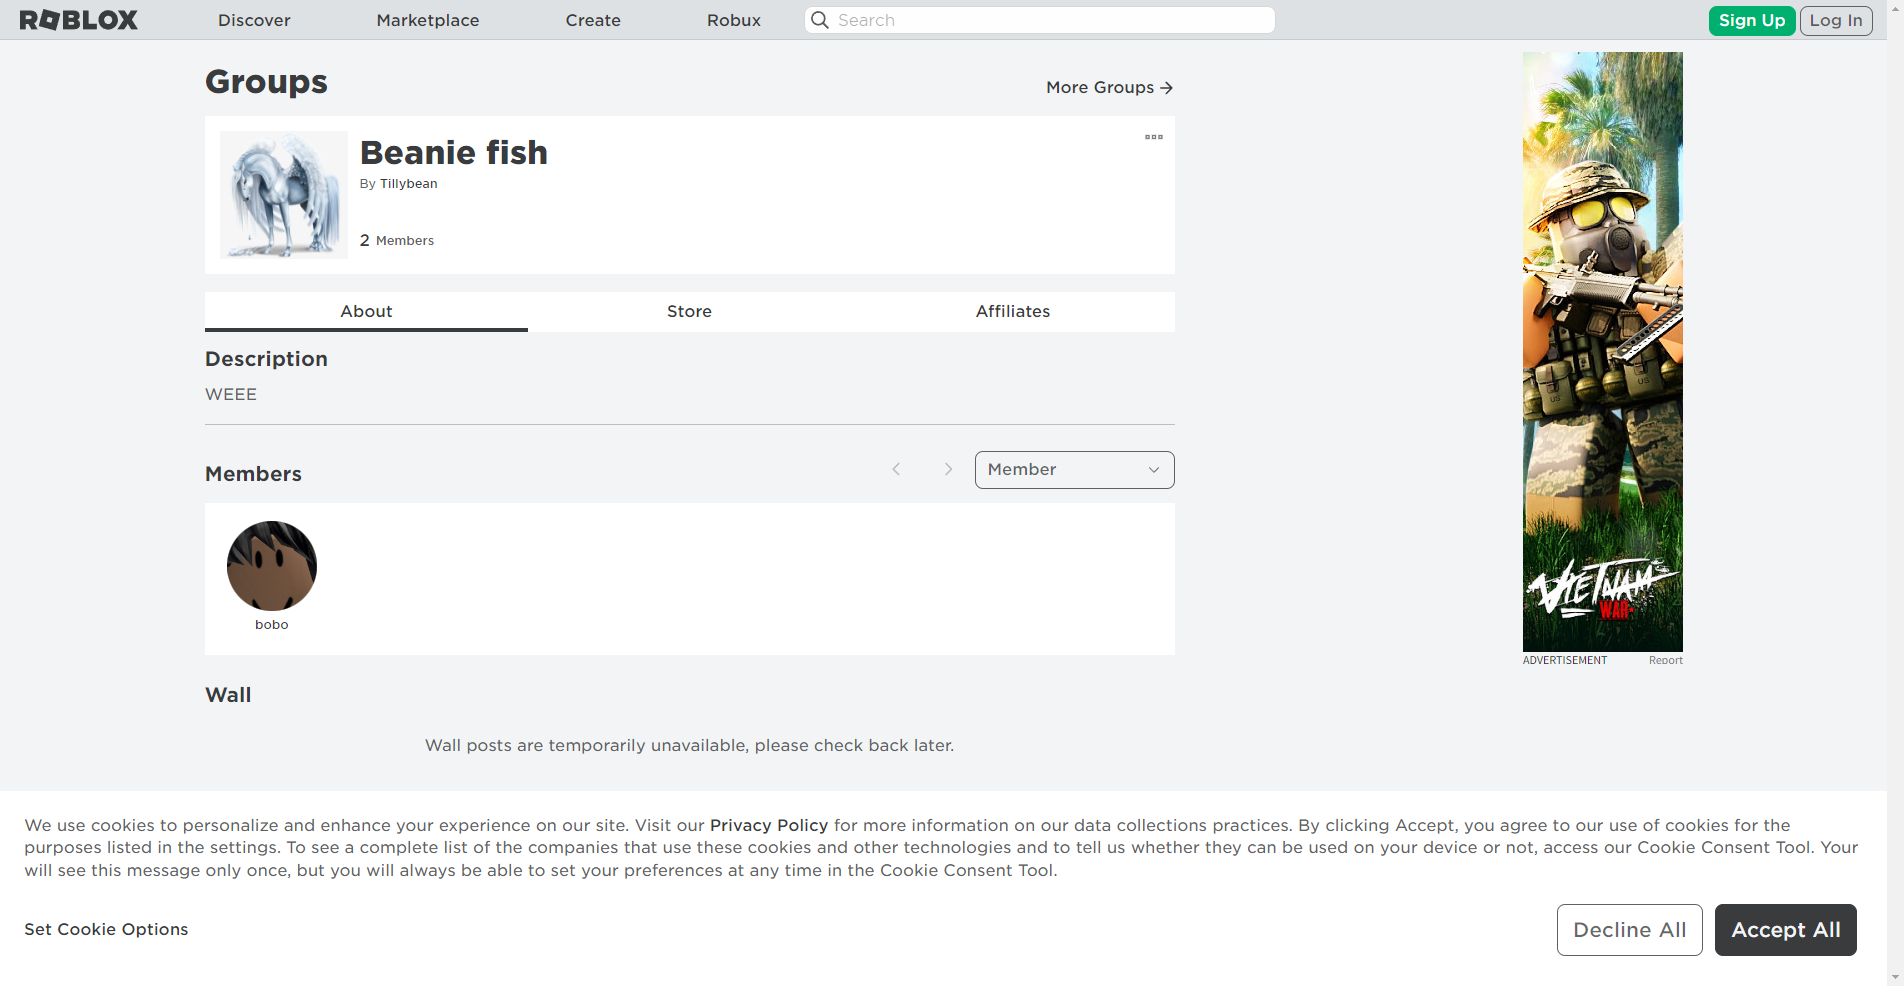 ROBLOX
Discover
Marketplace
Create
Robux
Search
Sign Up
Log In
Groups
More Groups
Beanie fish
By Tillybean
2 Members
About
Store
Affiliates
Description
WEEE
Members
Member
bobo
Wall
Wall posts are temporarily unavailable, please check back later.
US
US
VIETNAM
WAR
ADVERTISEMENT
Report
We use cookies to personalize and enhance your experience on our site. Visit our Privacy Policy for more information on our data collections practices. By clicking Accept, you agree to our use of cookies for the
purposes listed in the settings. To see a complete list of the companies that use these cookies and other technologies and to tell us whether they can be used on your device or not, access our Cookie Consent Tool. Your
will see this message only once, but you will always be able to set your preferences at any time in the Cookie Consent Tool.
Set Cookie Options
Decline All
Accept All